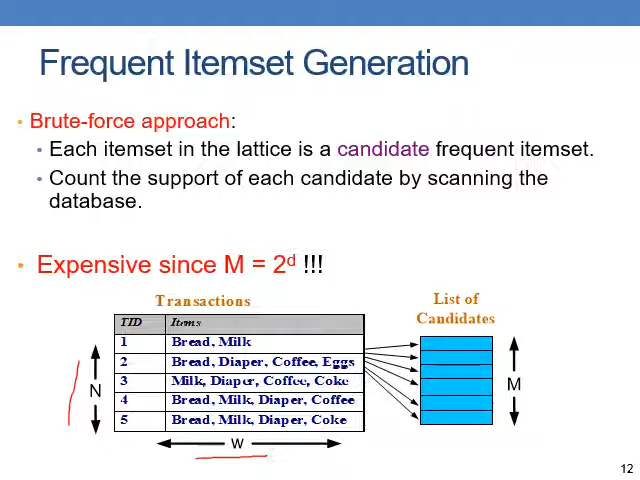 Frequent Itemset Generation
• Brute-force approach:
• Each itemset in the lattice is a candidate frequent itemset.
• Count the support of each candidate by scanning the
database.
• Expensive since M = 2ᵈ !!!
Transactions
TID Items
1 Bread, Milk
2 Bread, Diaper, Coffee, Eggs
3 Milk, Diaper, Coffee, Coke
4 Bread, Milk, Diaper, Coffee
5 Bread, Milk, Diaper, Coke
N
w
List of
Candidates
M
12